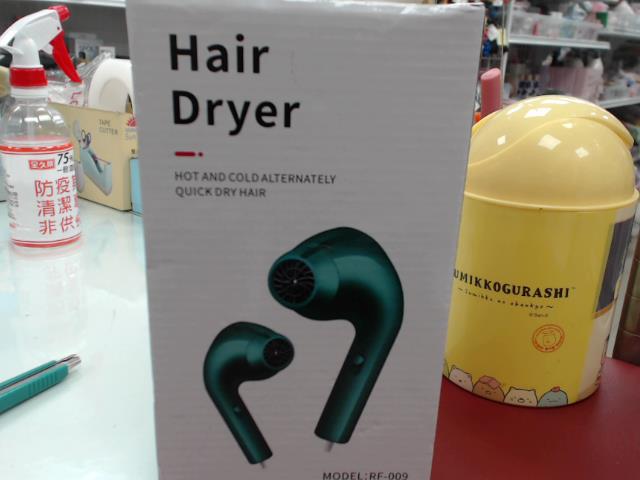 Hair
Dryer
HOT AND COLD ALTERNATELY
QUICK DRY HAIR
MODEL:RF-009
TAPE
CUTTER
75%
防疫
清潔
非供
UMIKKOGURASHI